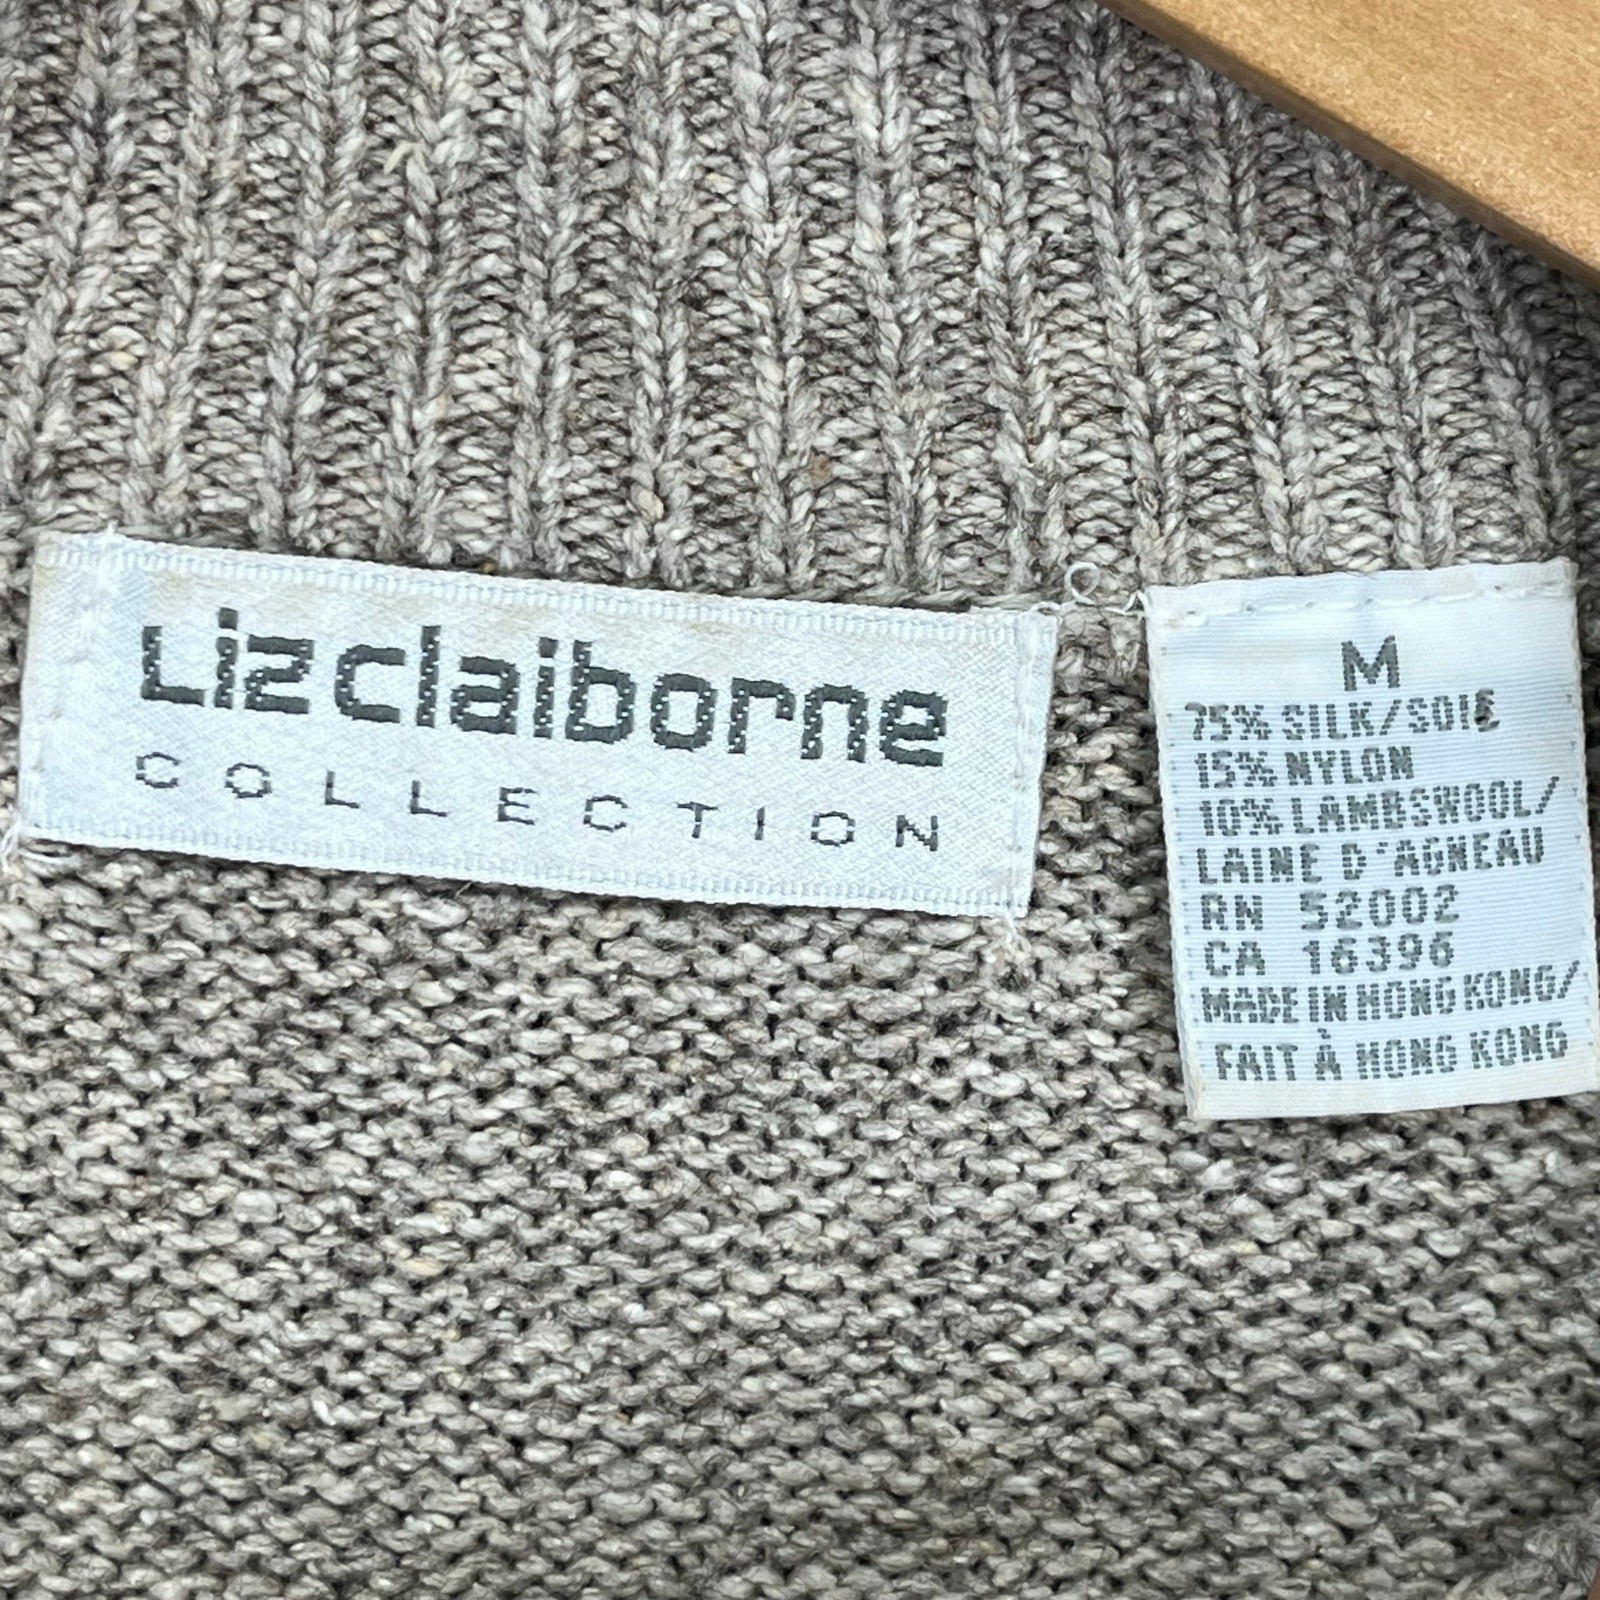 Liz claiborne
COLLECTION
M
75% SILK/SOIE
15% NYLON
10% LAMBSWOOL/
LAINE D'AGNEAU
RN 52002
CA 16396
MADE IN HONG KONG/
FAIT À HONG KONG